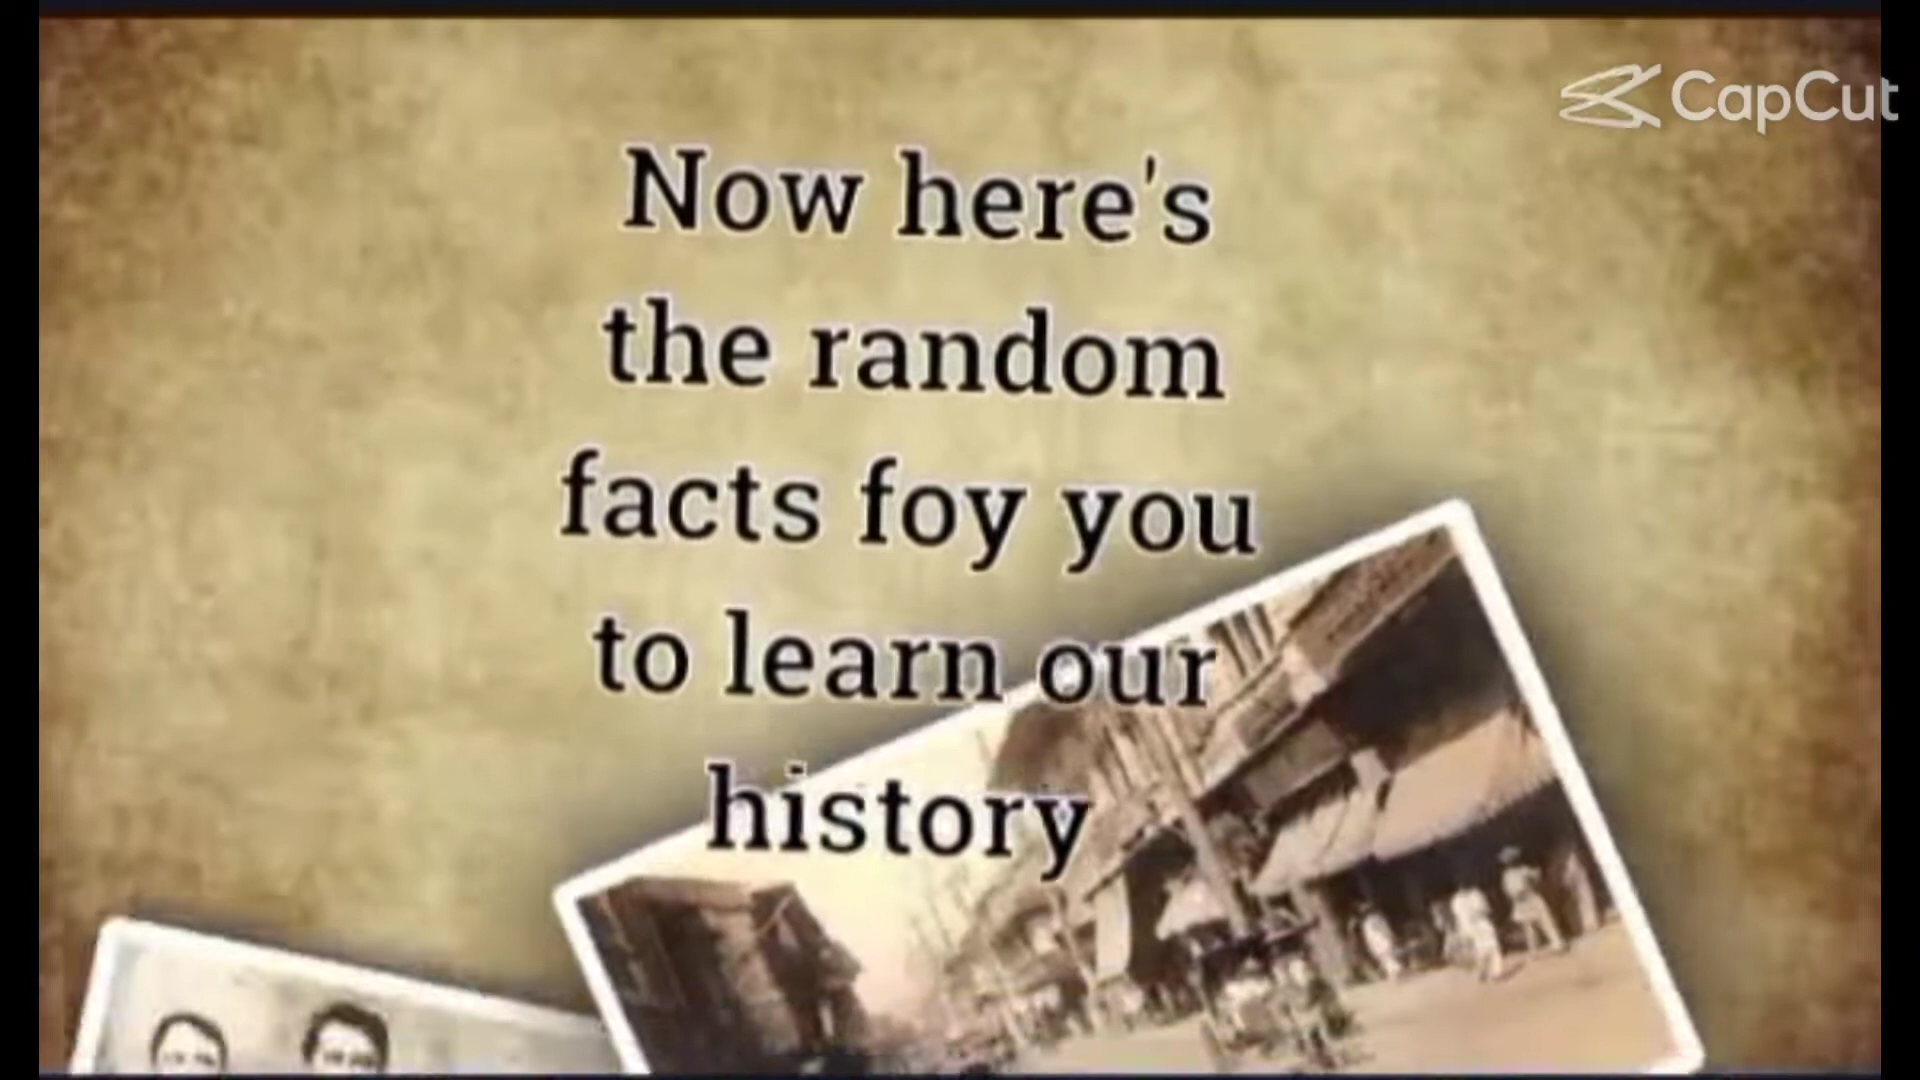 CapCut
Now here's
the random
facts foy you
to learn our
history